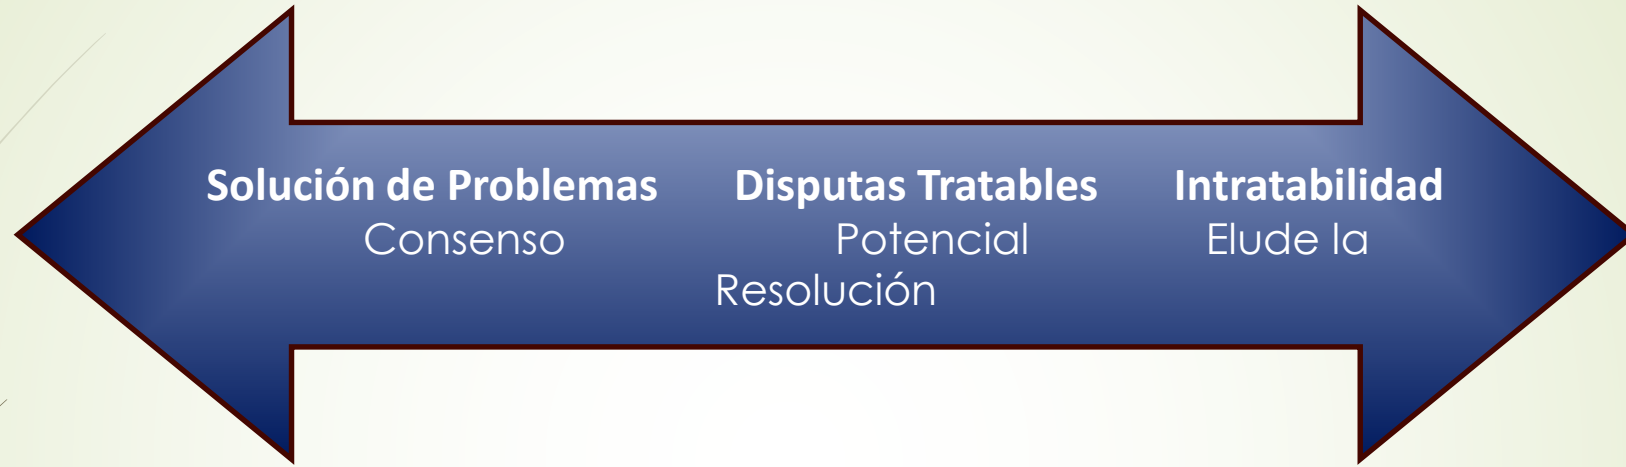 Solución de Problemas Disputas Tratables Intratabilidad
Consenso Potencial Elude la
Resolución